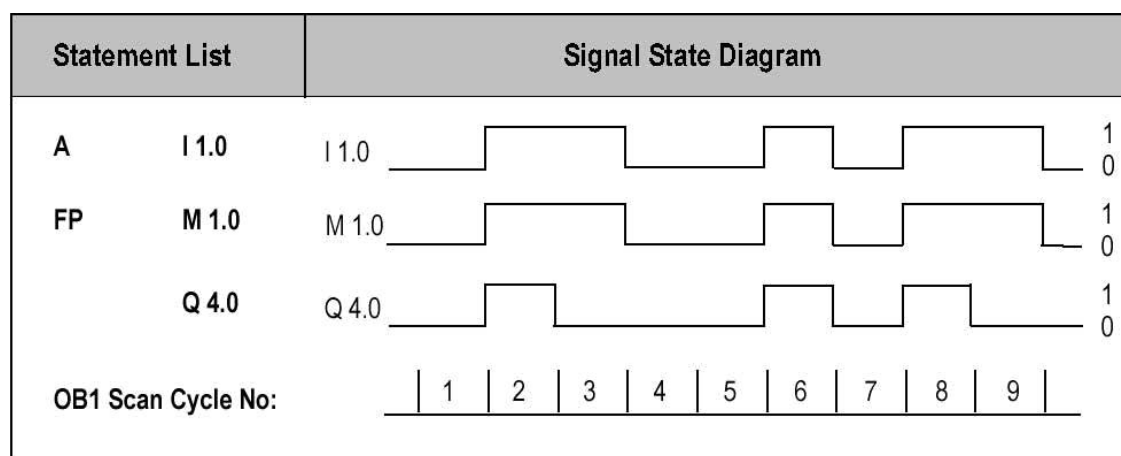 Statement List Signal State Diagram
A I 1.0 I 1.0 1
0
FP M 1.0 M 1.0 1
0
Q 4.0 Q 4.0 1
0
OB1 Scan Cycle No: 1 2 3 4 5 6 7 8 9